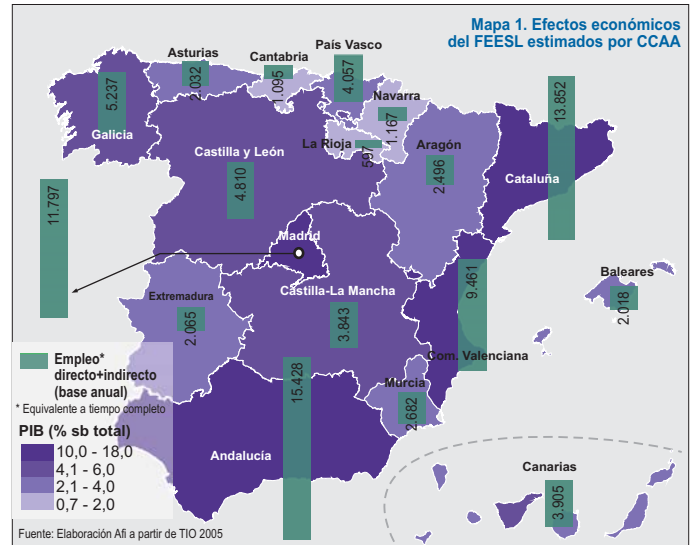 Mapa 1. Efectos económicos
del FEESL estimados por CCAA
Asturias
2.032
Cantabria
1.095
País Vasco
4.057
Navarra
1.167
Galicia
5.237
La Rioja
597
Aragón
2.496
Cataluña
13.852
Castilla y León
4.810
Madrid
11.797
Castilla-La Mancha
3.843
Extremadura
2.065
Com. Valenciana
9.461
Baleares
2.018
Murcia
2.682
Andalucía
15.428
Canarias
3.905
Empleo*
directo+indirecto
(base anual)
* Equivalente a tiempo completo
PIB (% sb total)
10,0 - 18,0
4,1 - 6,0
2,1 - 4,0
0,7 - 2,0
Fuente: Elaboración Afi a partir de TIO 2005